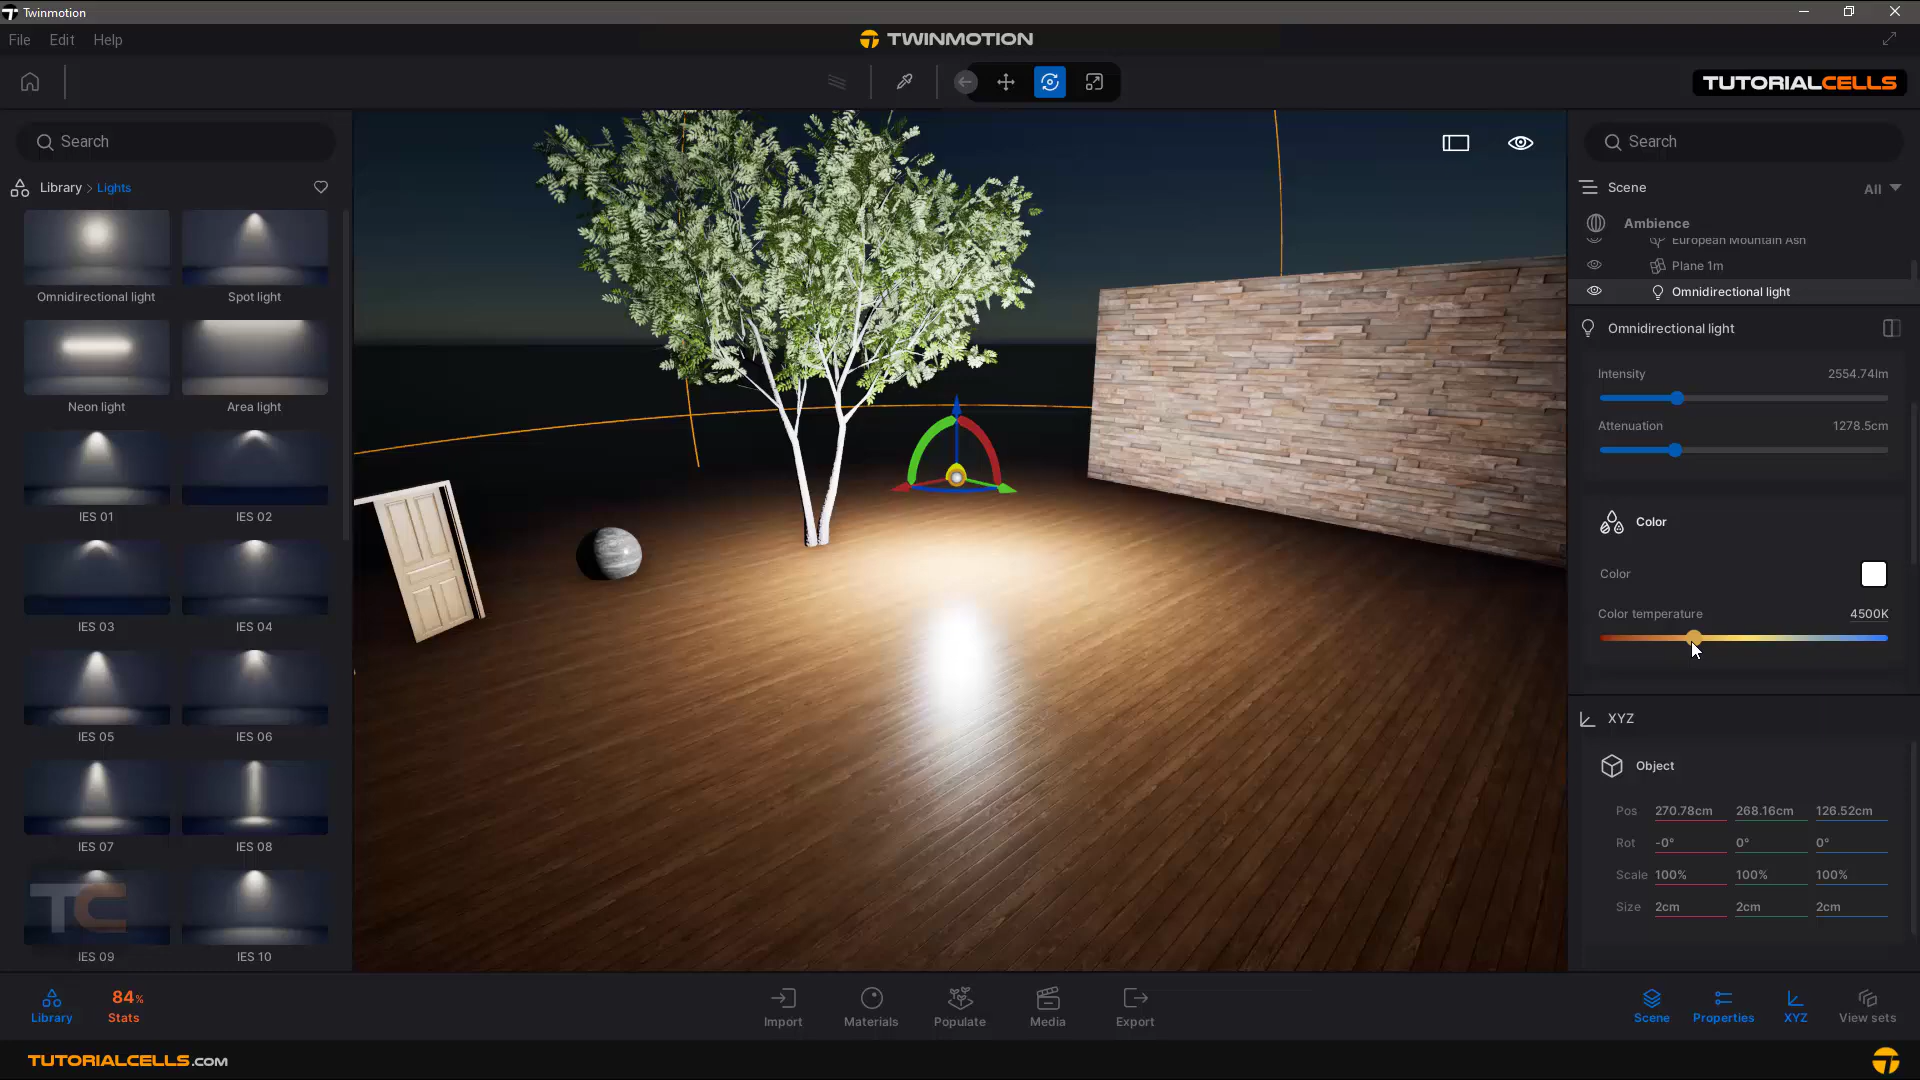 Twinmotion
File Edit Help
TWINMOTION
TUTORIALCELLS
Search
Library > Lights
Omnidirectional light
Spot light
Neon light
Area light
IES 01
IES 02
IES 03
IES 04
IES 05
IES 06
IES 07
IES 08
TC
IES 09
IES 10
Search
Scene
All
Ambience
European Mountain Ash
Plane 1m
Omnidirectional light
Omnidirectional light
Intensity 2554.74lm
Attenuation 1278.5cm
Color
Color
Color temperature 4500K
XYZ
Object
Pos 270.78cm 268.16cm 126.52cm
Rot -0° 0° 0°
Scale 100% 100% 100%
Size 2cm 2cm 2cm
Library
84%
Stats
Import
Materials
Populate
Media
Export
Scene
Properties
XYZ
View sets
TUTORIALCELLS.COM